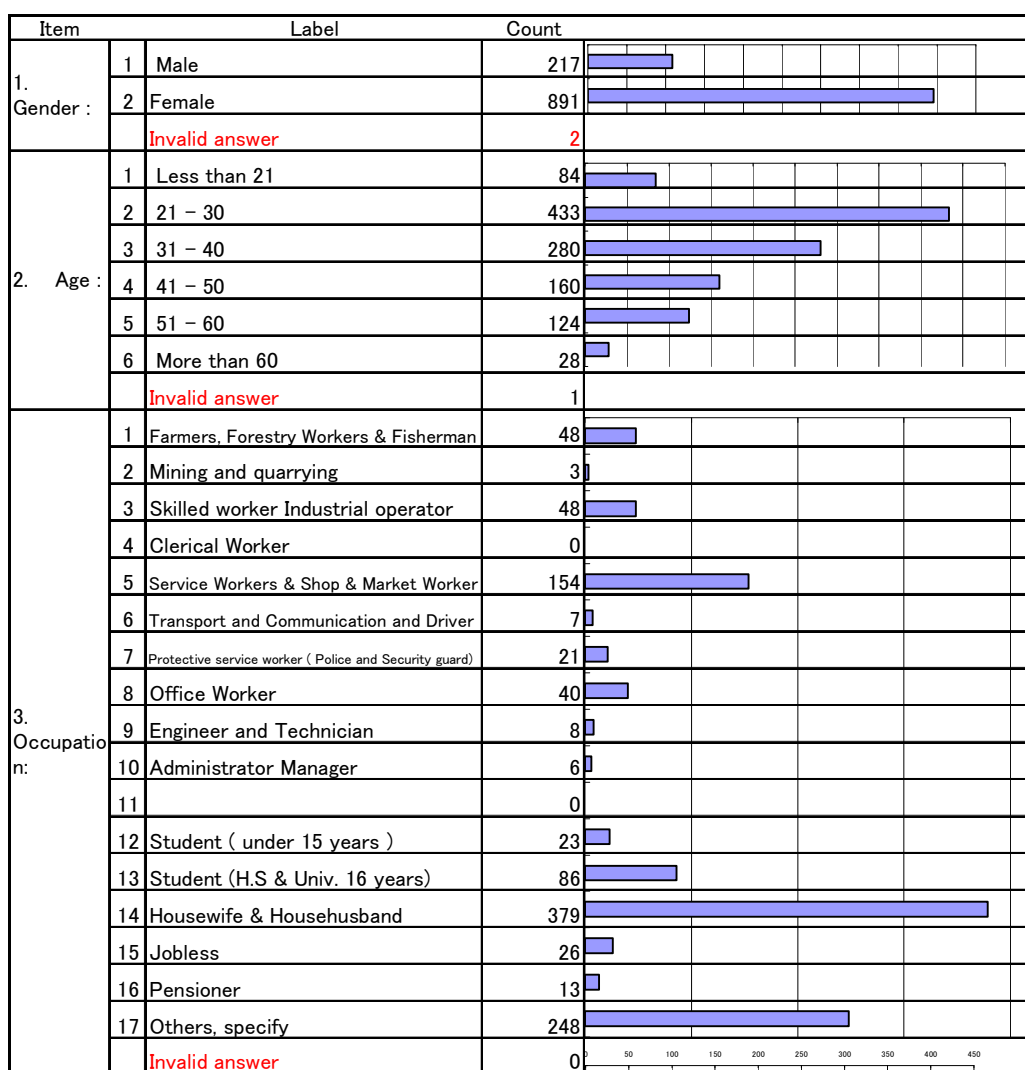 Item Label Count
1. Gender :
1 Male 217
2 Female 891
Invalid answer 2
2. Age :
1 Less than 21 84
2 21 - 30 433
3 31 - 40 280
4 41 - 50 160
5 51 - 60 124
6 More than 60 28
Invalid answer 1
3. Occupation:
1 Farmers, Forestry Workers & Fisherman 48
2 Mining and quarrying 3
3 Skilled worker Industrial operator 48
4 Clerical Worker 0
5 Service Workers & Shop & Market Worker 154
6 Transport and Communication and Driver 7
7 Protective service worker ( Police and Security guard) 21
8 Office Worker 40
9 Engineer and Technician 8
10 Administrator Manager 6
11 0
12 Student ( under 15 years ) 23
13 Student (H.S & Univ. 16 years) 86
14 Housewife & Househusband 379
15 Jobless 26
16 Pensioner 13
17 Others, specify 248
Invalid answer 0
0 50 100 150 200 250 300 350 400 450